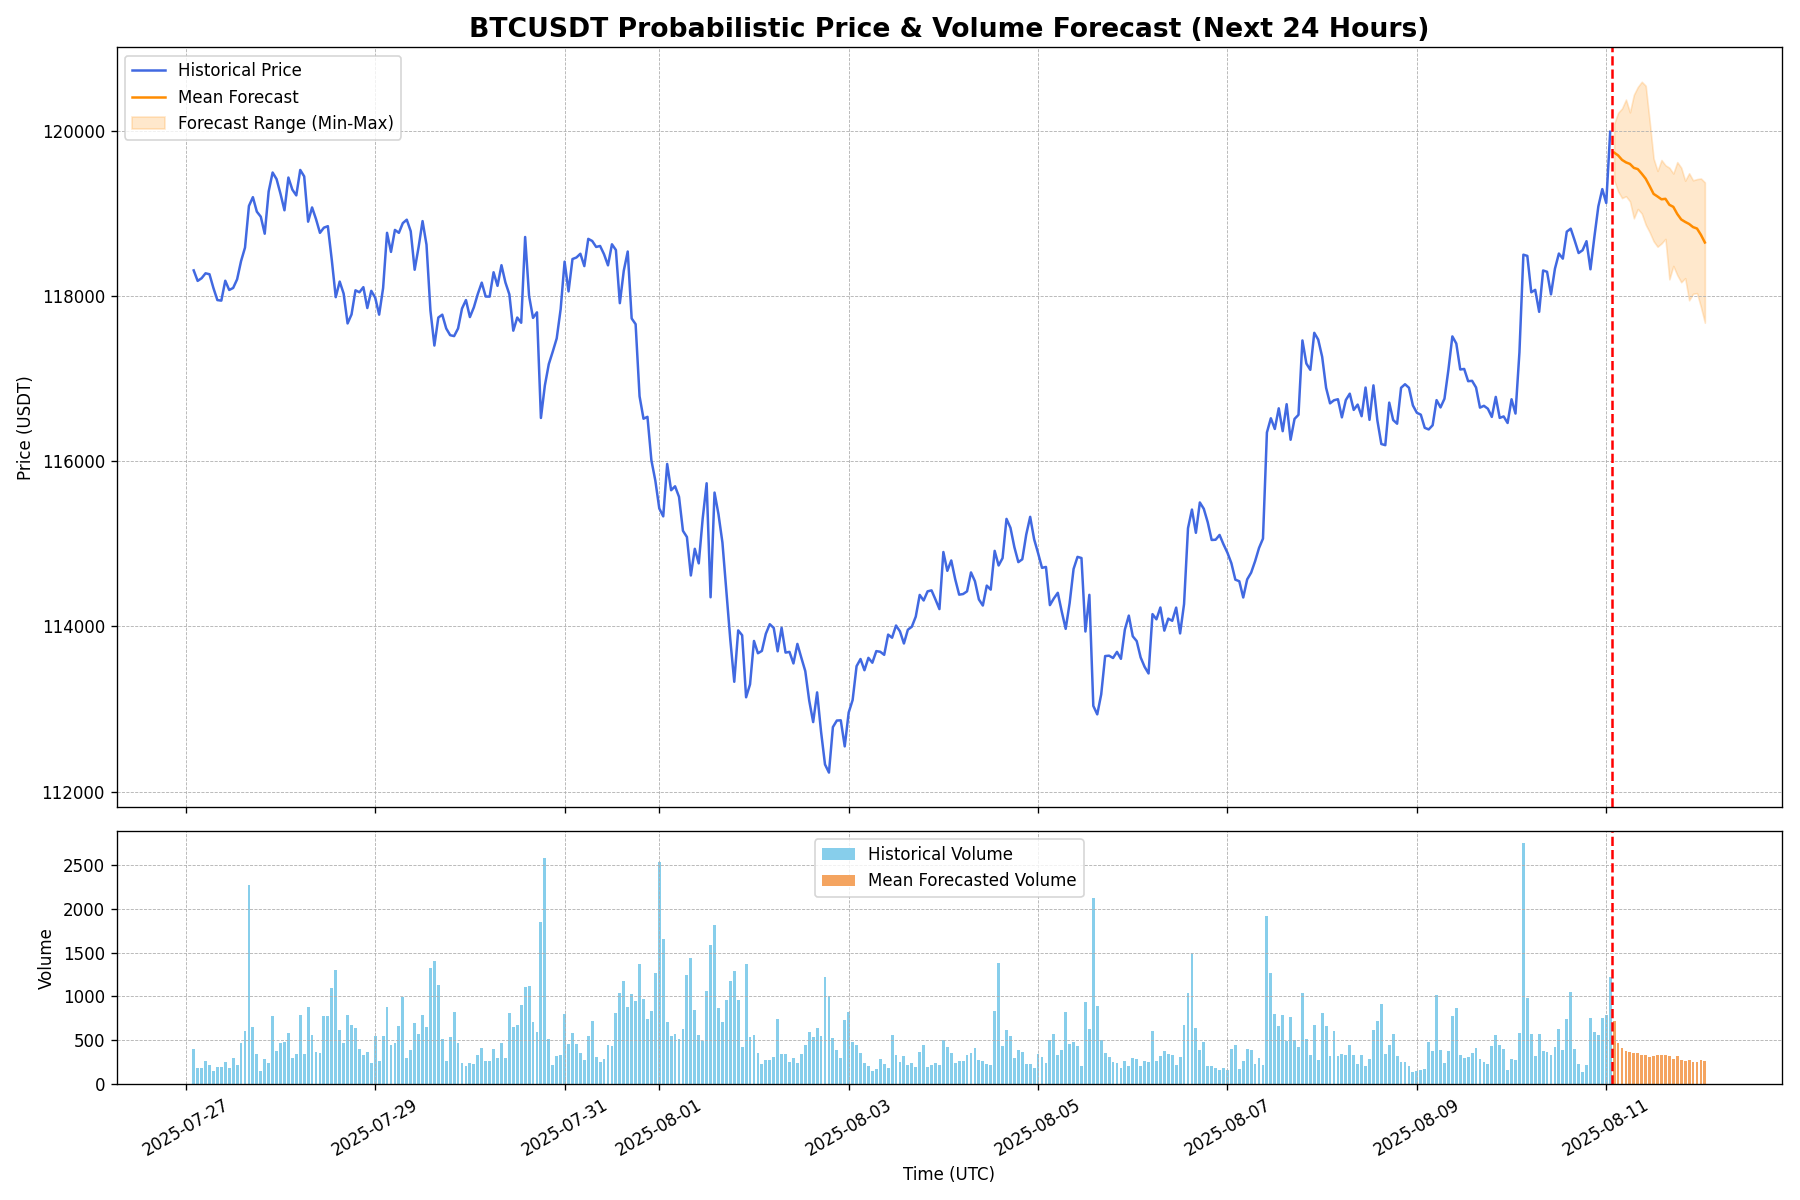 BTCUSDT Probabilistic Price & Volume Forecast (Next 24 Hours)
Historical Price
Mean Forecast
Forecast Range (Min-Max)
120000
118000
116000
114000
112000
Price (USDT)
Historical Volume
Mean Forecasted Volume
2500
2000
1500
1000
500
0
Volume
2025-07-27
2025-07-29
2025-07-31
2025-08-01
2025-08-03
2025-08-05
2025-08-07
2025-08-09
2025-08-11
Time (UTC)